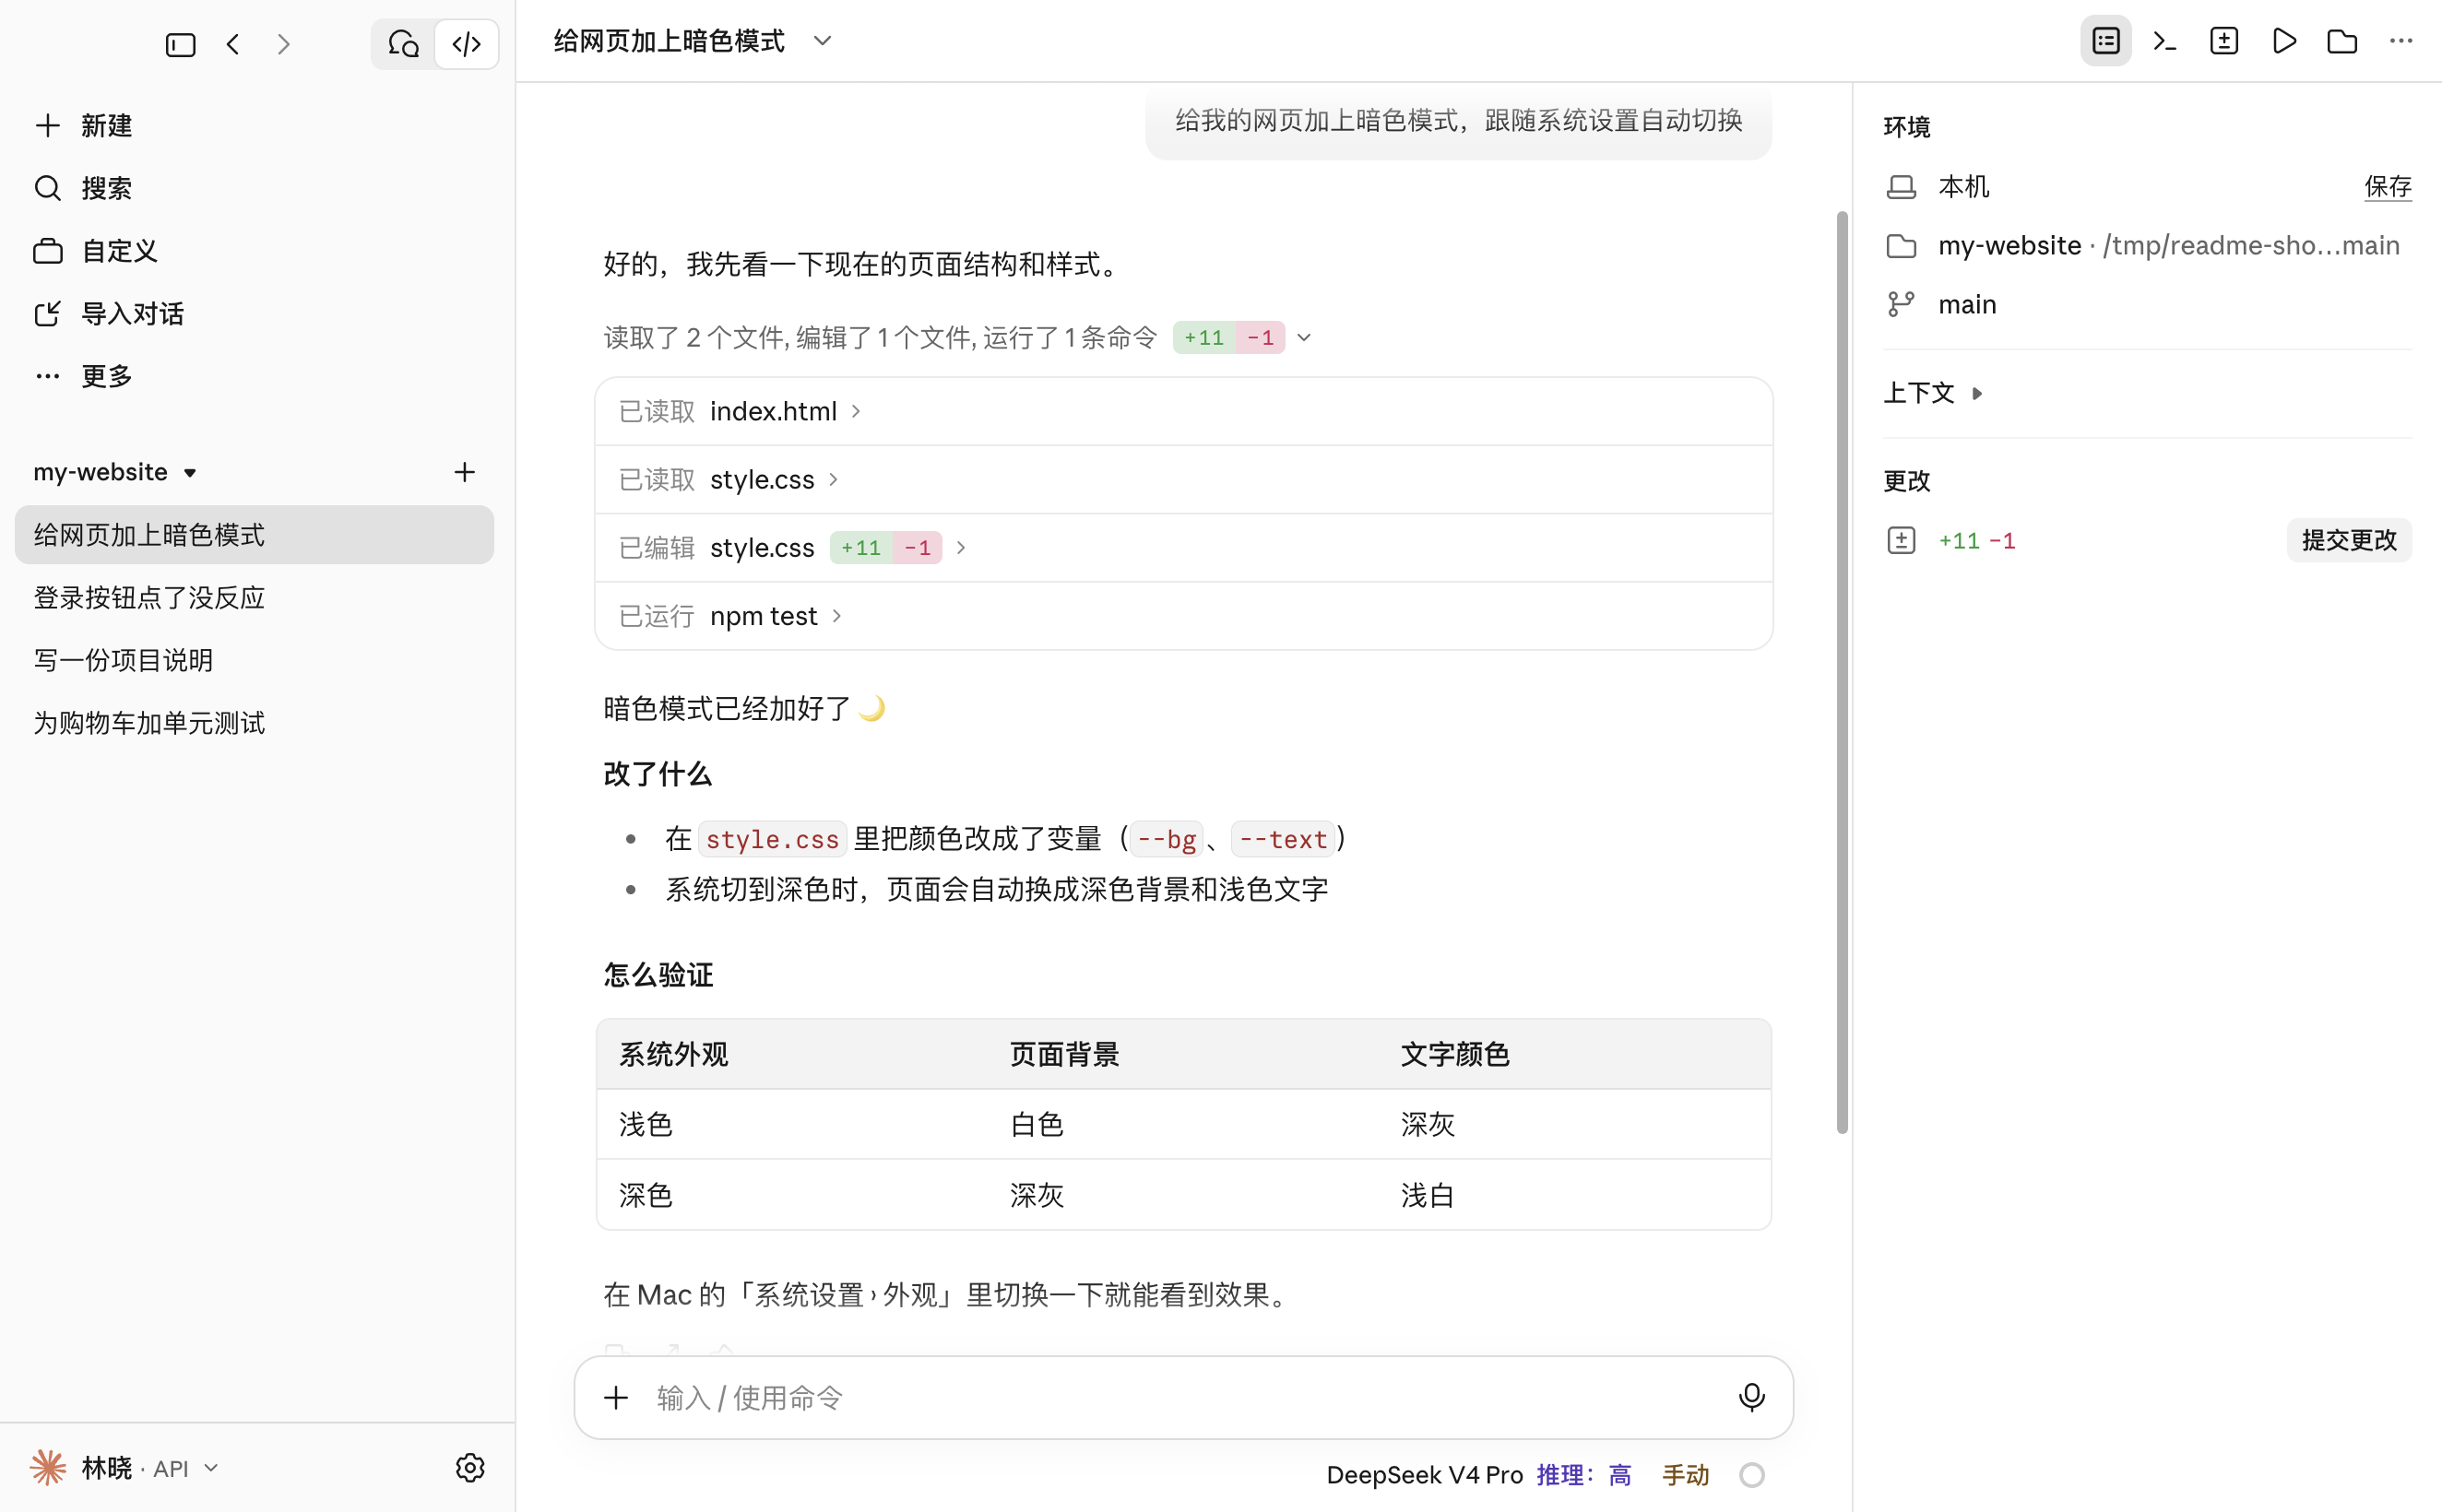 新建
搜索
自定义
导入对话
更多
my-website
给网页加上暗色模式
登录按钮点了没反应
写一份项目说明
为购物车加单元测试
林晓 · API
给网页加上暗色模式
给我的网页加上暗色模式，跟随系统设置自动切换
好的，我先看一下现在的页面结构和样式。
读取了 2 个文件, 编辑了 1 个文件, 运行了 1 条命令 +11 -1
已读取 index.html
已读取 style.css
已编辑 style.css +11 -1
已运行 npm test
暗色模式已经加好了🌙
改了什么
• 在 style.css 里把颜色改成了变量（--bg、--text）
• 系统切到深色时，页面会自动换成深色背景和浅色文字
怎么验证
系统外观 页面背景 文字颜色
浅色 白色 深灰
深色 深灰 浅白
在 Mac 的「系统设置 › 外观」里切换一下就能看到效果。
输入 / 使用命令
DeepSeek V4 Pro 推理：高 手动
环境
本机 保存
my-website · /tmp/readme-sho...main
main
上下文
更改
+11 -1 提交更改